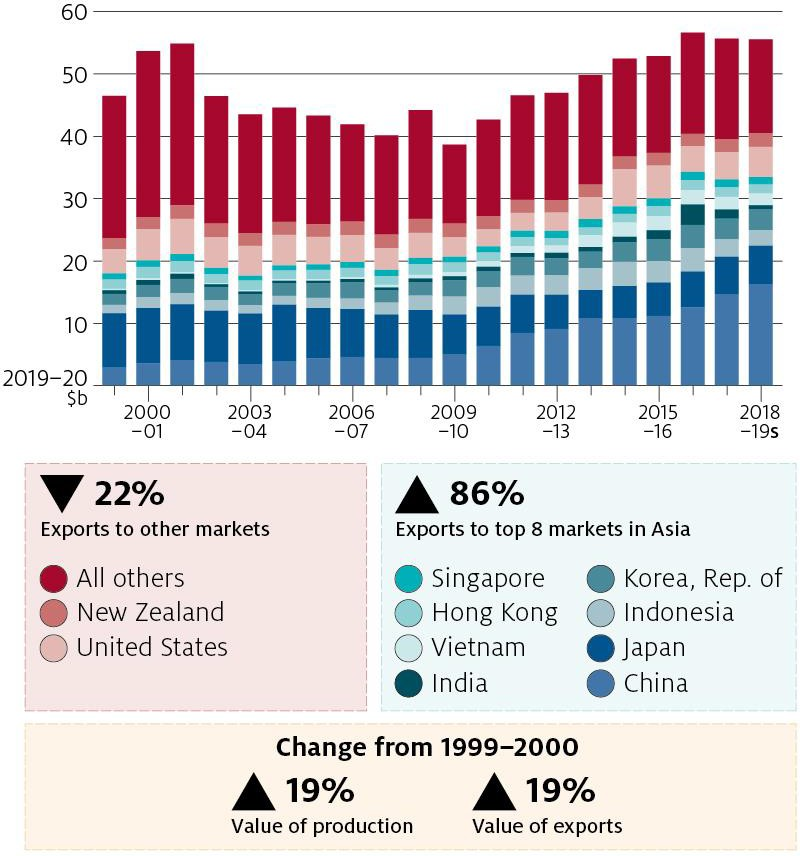 60
50
40
30
20
10
2019–20
$b
2000 2003 2006 2009 2012 2015 2018
–01 –04 –07 –10 –13 –16 –19s
22%
Exports to other markets
All others
New Zealand
United States
86%
Exports to top 8 markets in Asia
Singapore
Hong Kong
Vietnam
India
Korea, Rep. of
Indonesia
Japan
China
Change from 1999–2000
19%
Value of production
19%
Value of exports